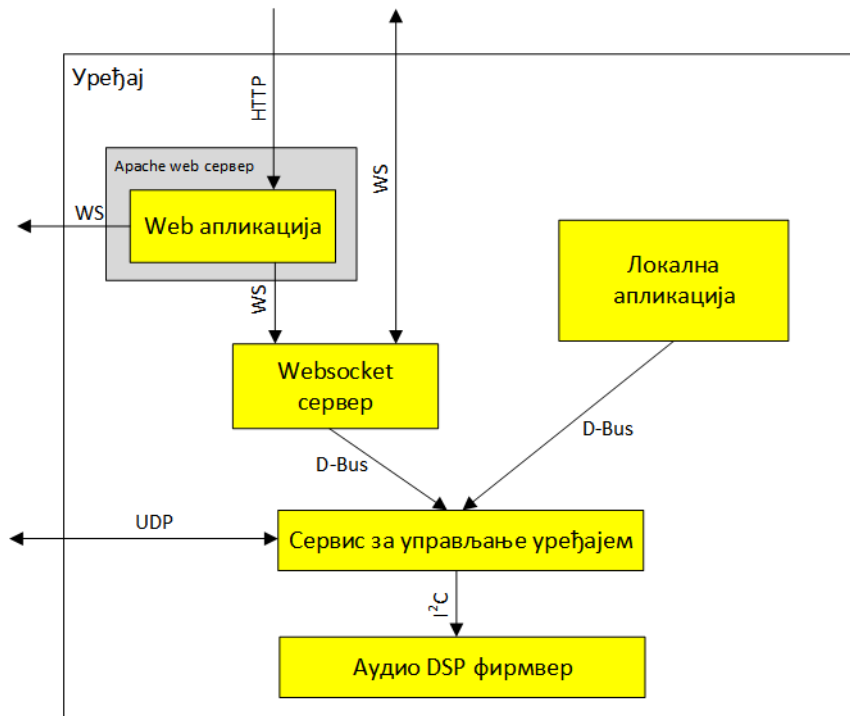 Уређај
HTTP
WS
Apache web сервер
WS
Web апликација
WS
Локална
апликација
Websocket
сервер
D-Bus
D-Bus
UDP
Сервис за управљање уређајем
I²C
Аудио DSP фирмвер